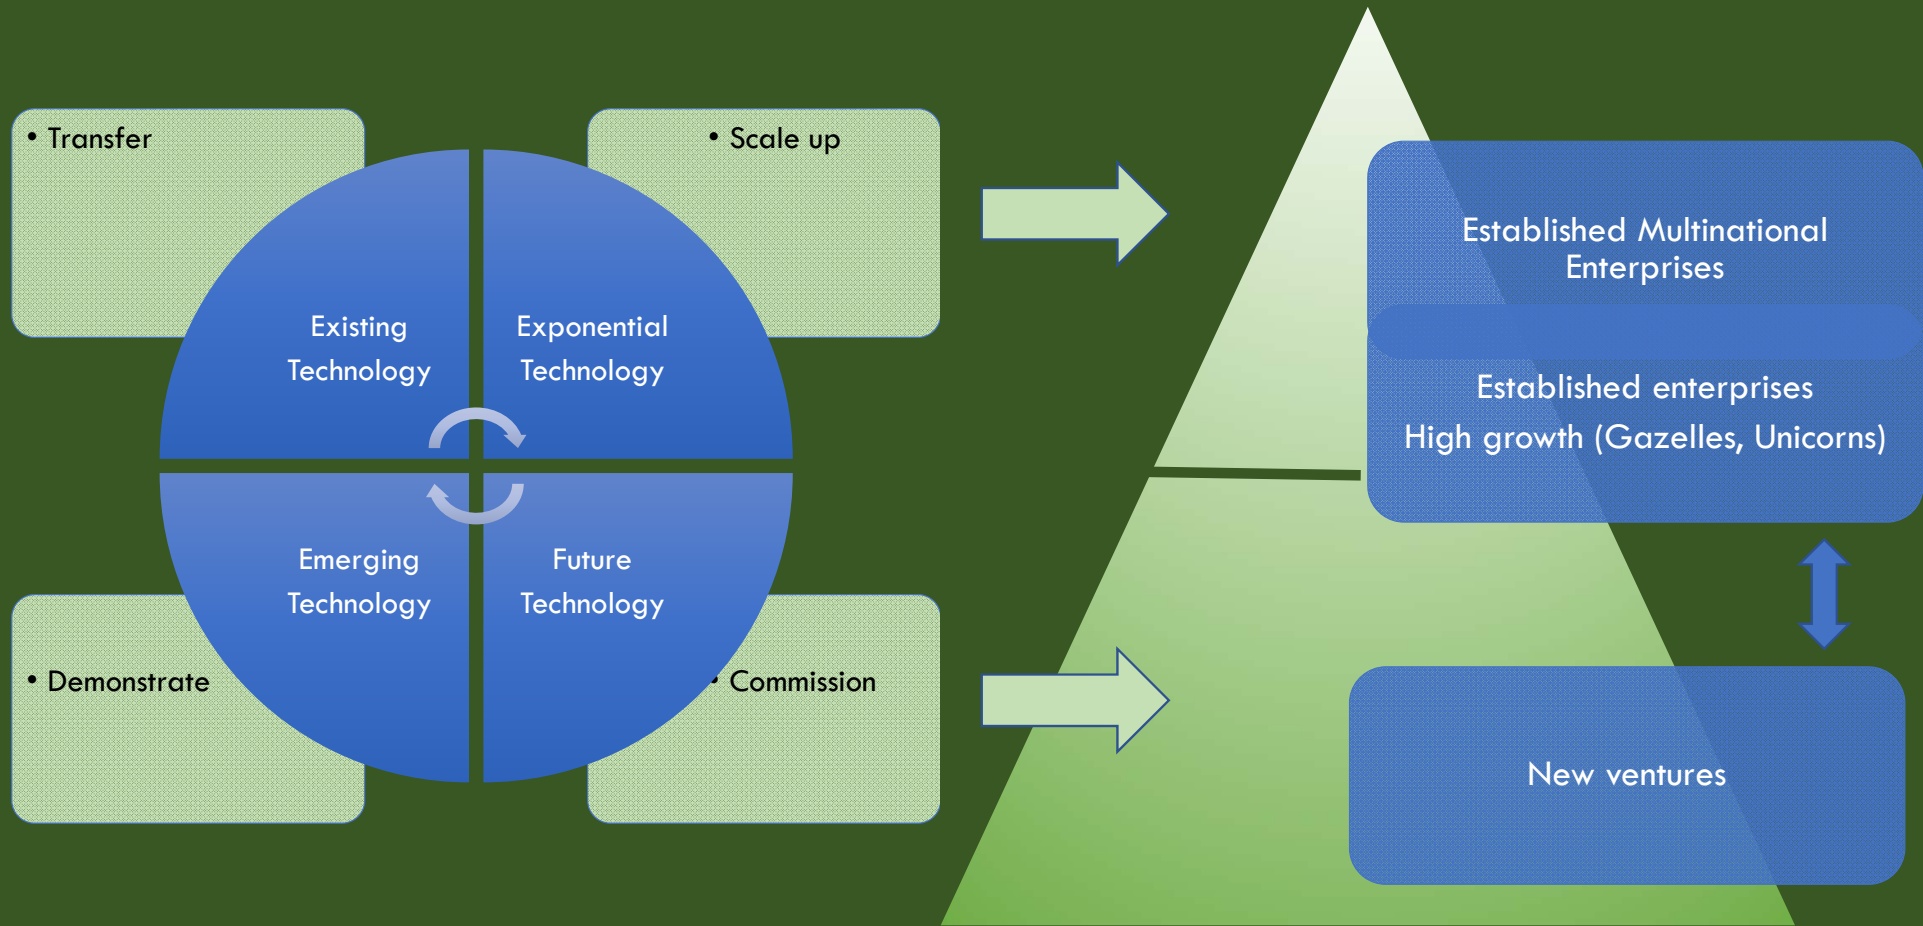 • Transfer
• Scale up
Existing
Technology
Exponential
Technology
Emerging
Technology
Future
Technology
• Demonstrate
• Commission
Established Multinational
Enterprises
Established enterprises
High growth (Gazelles, Unicorns)
New ventures